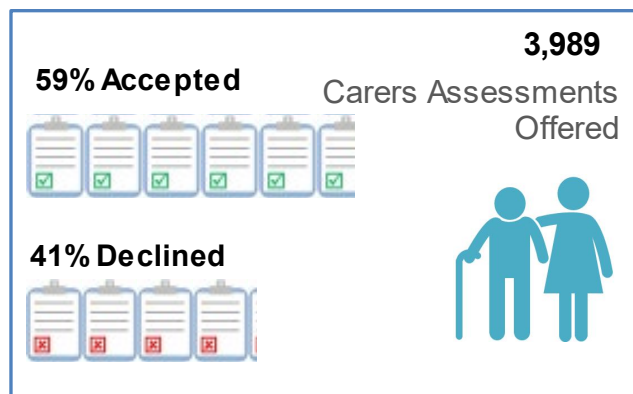 3,989
59% Accepted
Carers Assessments
Offered
41% Declined